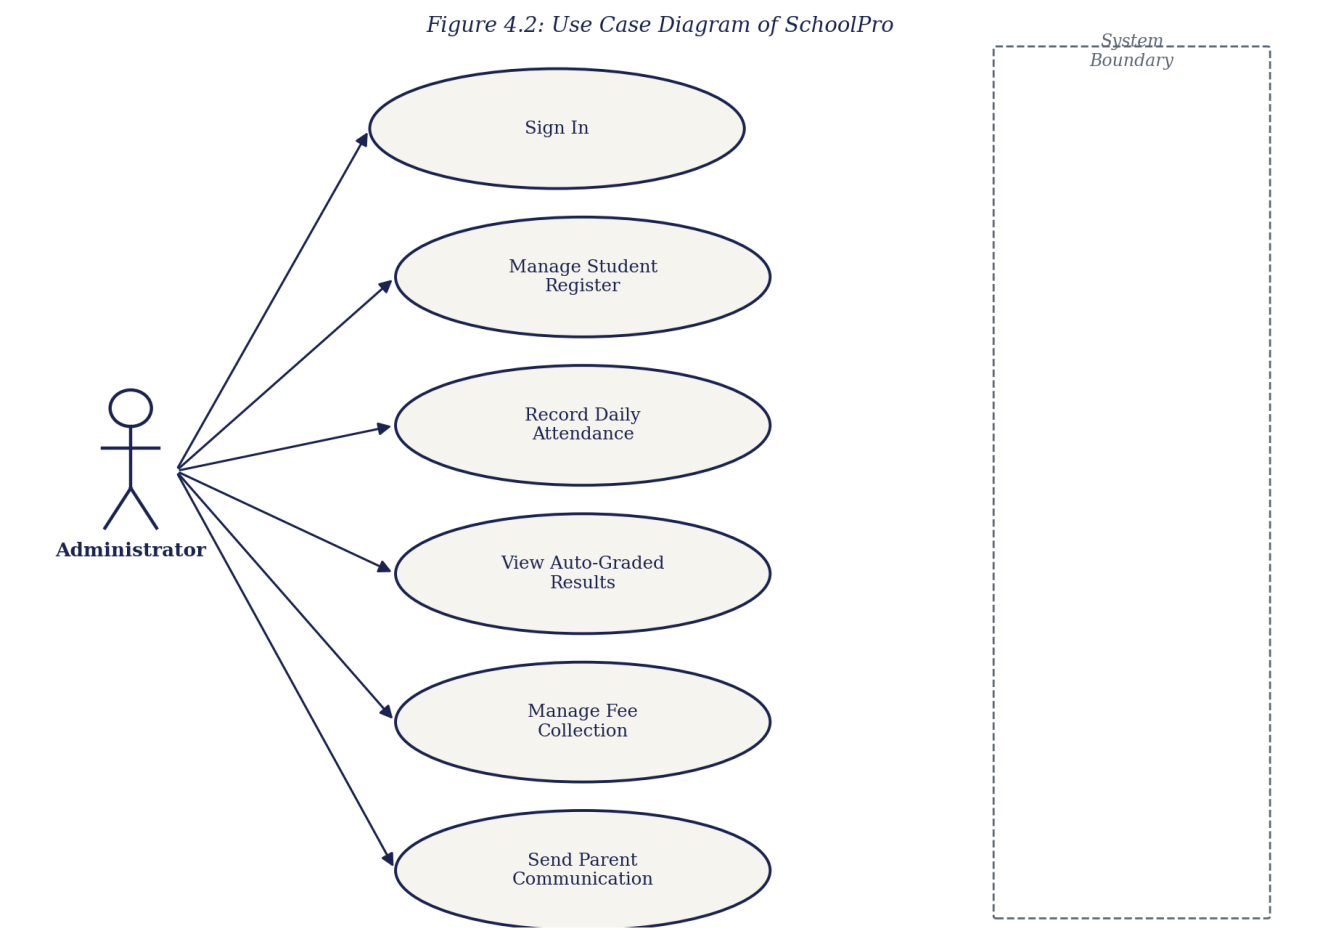 Figure 4.2: Use Case Diagram of SchoolPro
System
Boundary
Sign In
Manage Student
Register
Record Daily
Attendance
Administrator
View Auto-Graded
Results
Manage Fee
Collection
Send Parent
Communication